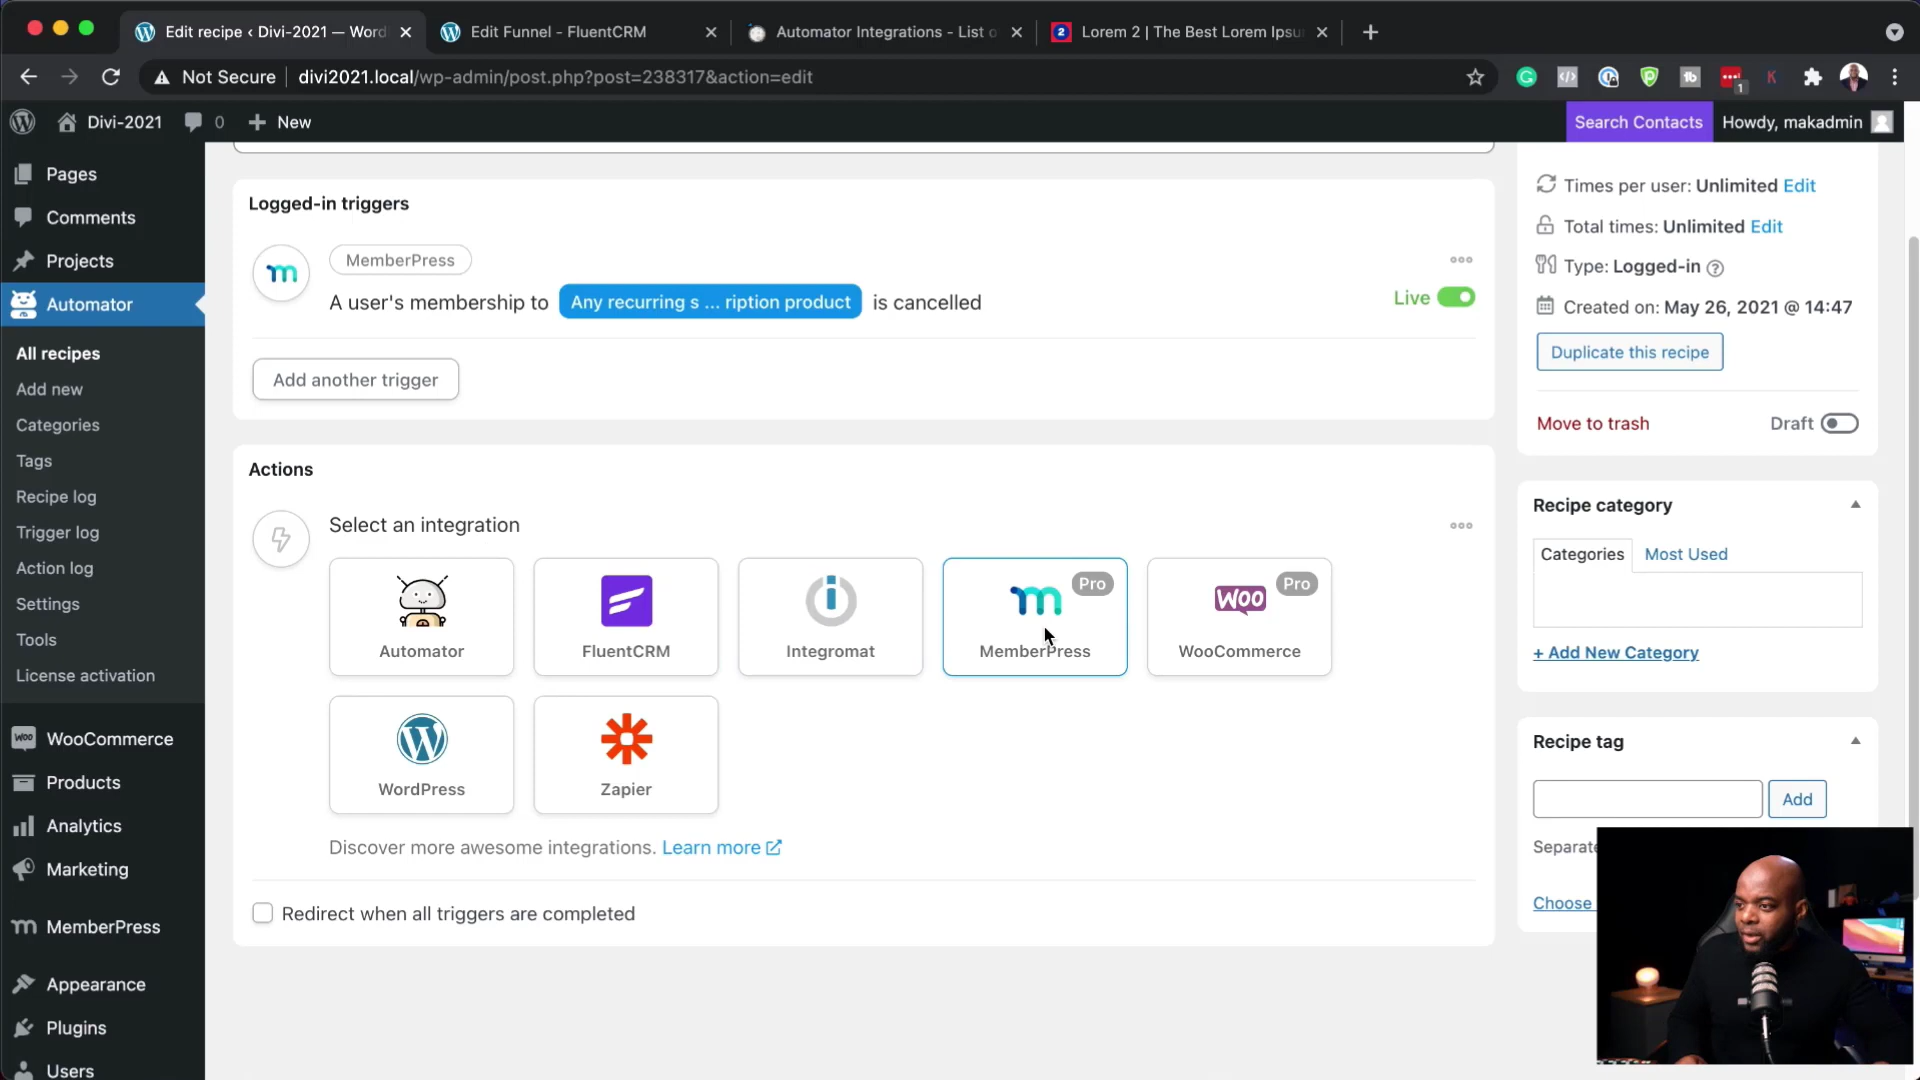 Edit recipe ‹ Divi-2021 — Word
Edit Funnel - FluentCRM
Automator Integrations - List o
Lorem 2 | The Best Lorem Ipsu
Not Secure
divi2021.local/wp-admin/post.php?post=238317&action=edit
1
Divi-2021
0
New
Search Contacts
Howdy, makadmin
Pages
Comments
Projects
Automator
All recipes
Add new
Categories
Tags
Recipe log
Trigger log
Action log
Settings
Tools
License activation
WooCommerce
Products
Analytics
Marketing
MemberPress
Appearance
Plugins
Users
Logged-in triggers
MemberPress
A user's membership to Any recurring s ... ription product is cancelled
Live
Add another trigger
Actions
Select an integration
Automator
FluentCRM
Integromat
Pro
MemberPress
WOO
Pro
WooCommerce
WordPress
Zapier
Discover more awesome integrations. Learn more
Redirect when all triggers are completed
Times per user: Unlimited Edit
Total times: Unlimited Edit
Type: Logged-in
Created on: May 26, 2021 @ 14:47
Duplicate this recipe
Move to trash
Draft
Recipe category
Categories
Most Used
+ Add New Category
Recipe tag
Add
Separate
Choose